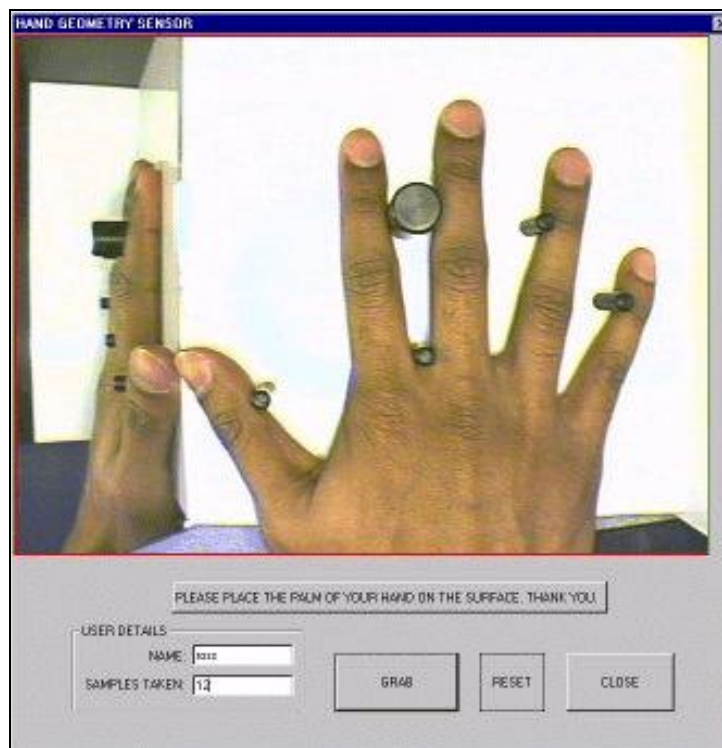 HAND GEOMETRY SENSOR
PLEASE PLACE THE PALM OF YOUR HAND ON THE SURFACE. THANK YOU.
USER DETAILS
NAME:
SAMPLES TAKEN: 12
GRAB
RESET
CLOSE